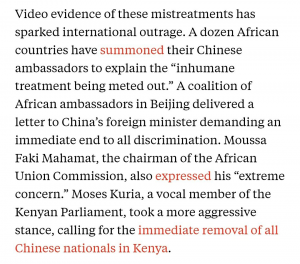 Video evidence of these mistreatments has
sparked international outrage. A dozen African
countries have summoned their Chinese
ambassadors to explain the “inhumane
treatment being meted out.” A coalition of
African ambassadors in Beijing delivered a
letter to China’s foreign minister demanding an
immediate end to all discrimination. Moussa
Faki Mahamat, the chairman of the African
Union Commission, also expressed his “extreme
concern.” Moses Kuria, a vocal member of the
Kenyan Parliament, took a more aggressive
stance, calling for the immediate removal of all
Chinese nationals in Kenya.